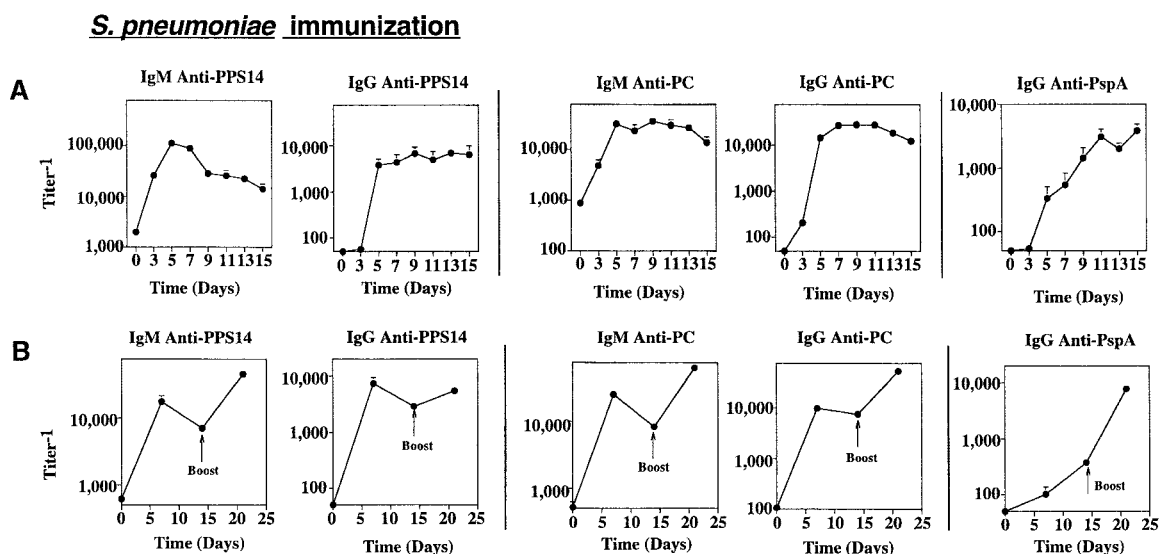 S. pneumoniae immunization
A
IgM Anti-PPS14
Titer-1
100,000
10,000
1,000
0 3 5 7 9 11 13 15
Time (Days)
IgG Anti-PPS14
10,000
1,000
100
0 3 5 7 9 11 13 15
Time (Days)
IgM Anti-PC
10,000
1,000
100
0 3 5 7 9 11 13 15
Time (Days)
IgG Anti-PC
10,000
1,000
100
0 3 5 7 9 11 13 15
Time (Days)
IgG Anti-PspA
10,000
1,000
100
0 3 5 7 9 11 13 15
Time (Days)
B
IgM Anti-PPS14
Titer-1
10,000
1,000
Boost
0 5 10 15 20 25
Time (Days)
IgG Anti-PPS14
10,000
1,000
100
Boost
0 5 10 15 20 25
Time (Days)
IgM Anti-PC
10,000
1,000
Boost
0 5 10 15 20 25
Time (Days)
IgG Anti-PC
10,000
1,000
100
Boost
0 5 10 15 20 25
Time (Days)
IgG Anti-PspA
10,000
1,000
100
Boost
0 5 10 15 20 25
Time (Days)